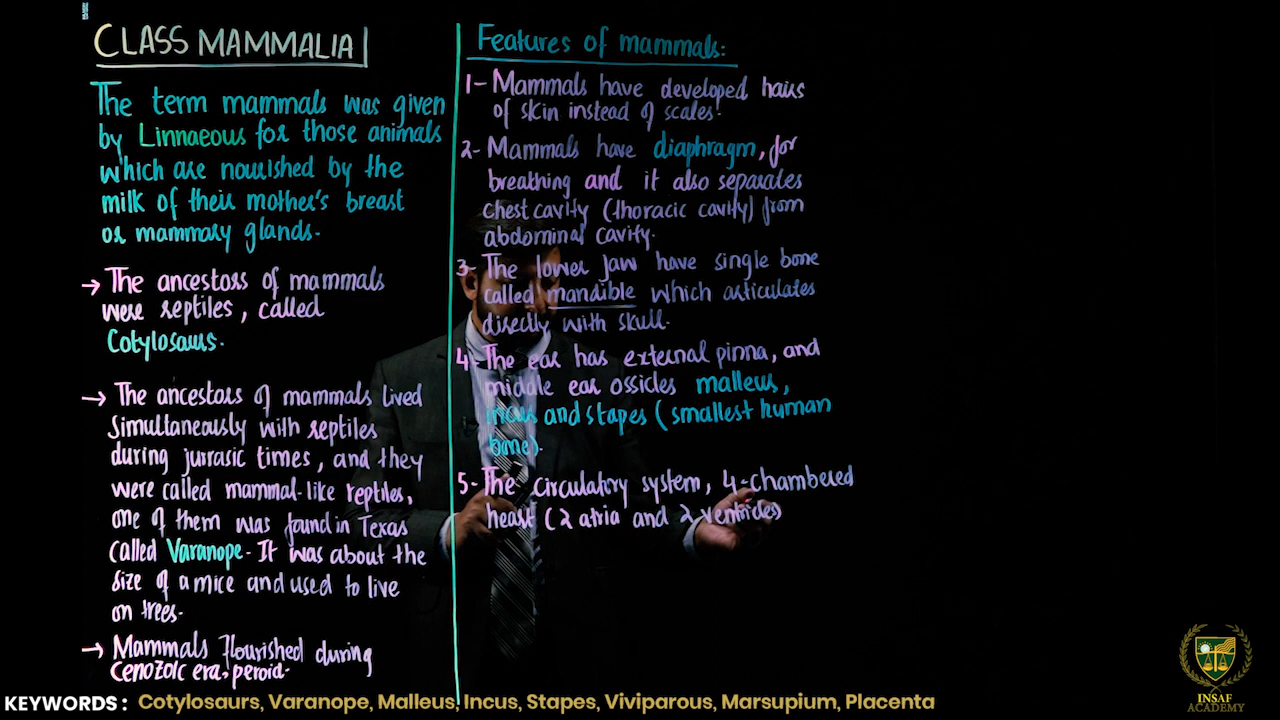 CLASS MAMMALIA
The term mammals was given
by Linnaeous for those animals
which are nourished by the
milk of their mother's breast
or mammary glands.
→ The ancestors of mammals
were reptiles, called
Cotylosaurs.
→ The ancestors of mammals lived
Simultaneously with reptiles
during jurrasic times, and they
were called mammal-like reptiles,
one of them was found in Texas
called Varanope. It was about the
size of a mice and used to live
on trees.
→ Mammals flourished during
Cenozoic era, peroid.
Features of mammals:
1- Mammals have developed hairs
of skin instead of scales.
2- Mammals have diaphragm, for
breathing and it also separates
chest cavity (thoracic cavity) from
abdominal cavity.
3- The lower jaw have single bone
called mandible which articulates
directly with skull.
4- The ear has external pinna, and
middle ear ossicles malleus,
incus and stapes (smallest human
bone).
5- The circulatory system, 4-chambered
heart (2 atria and 2 ventricles
KEYWORDS: Cotylosaurs, Varanope, Malleus, Incus, Stapes, Viviparous, Marsupium, Placenta
INSAF
ACADEMY